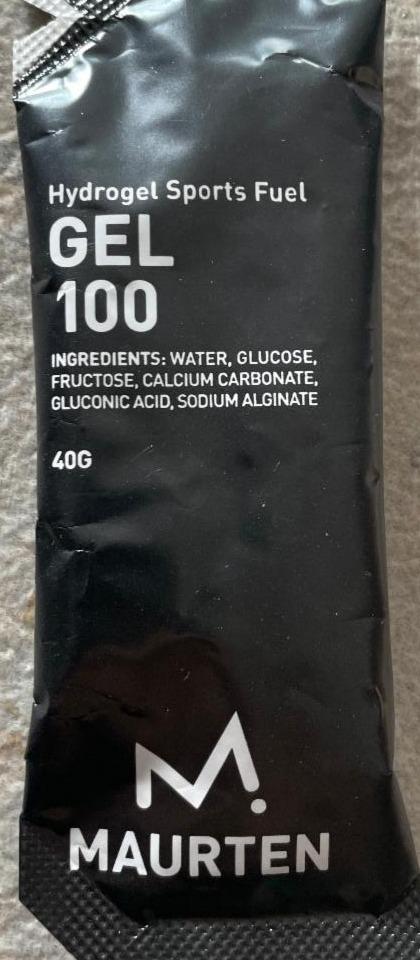 Hydrogel Sports Fuel
GEL
100
INGREDIENTS: WATER, GLUCOSE,
FRUCTOSE, CALCIUM CARBONATE,
GLUCONIC ACID, SODIUM ALGINATE
40G
M.
MAURTEN